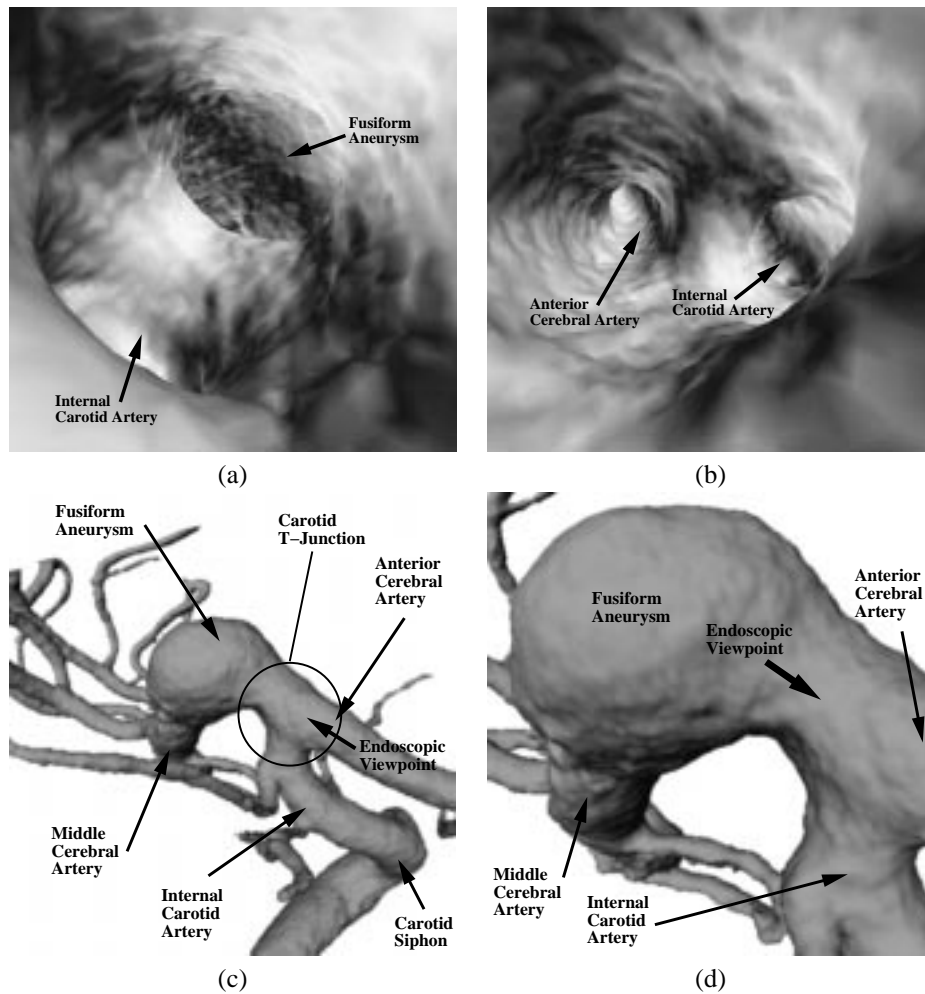 Fusiform
Aneurysm
Internal
Carotid Artery
(a)
Anterior
Cerebral Artery
Internal
Carotid Artery
(b)
Fusiform
Aneurysm
Carotid
T–Junction
Anterior
Cerebral
Artery
Endoscopic
Viewpoint
Middle
Cerebral
Artery
Internal
Carotid
Artery
Carotid
Siphon
(c)
Fusiform
Aneurysm
Anterior
Cerebral
Artery
Endoscopic
Viewpoint
Middle
Cerebral
Artery
Internal
Carotid
Artery
(d)